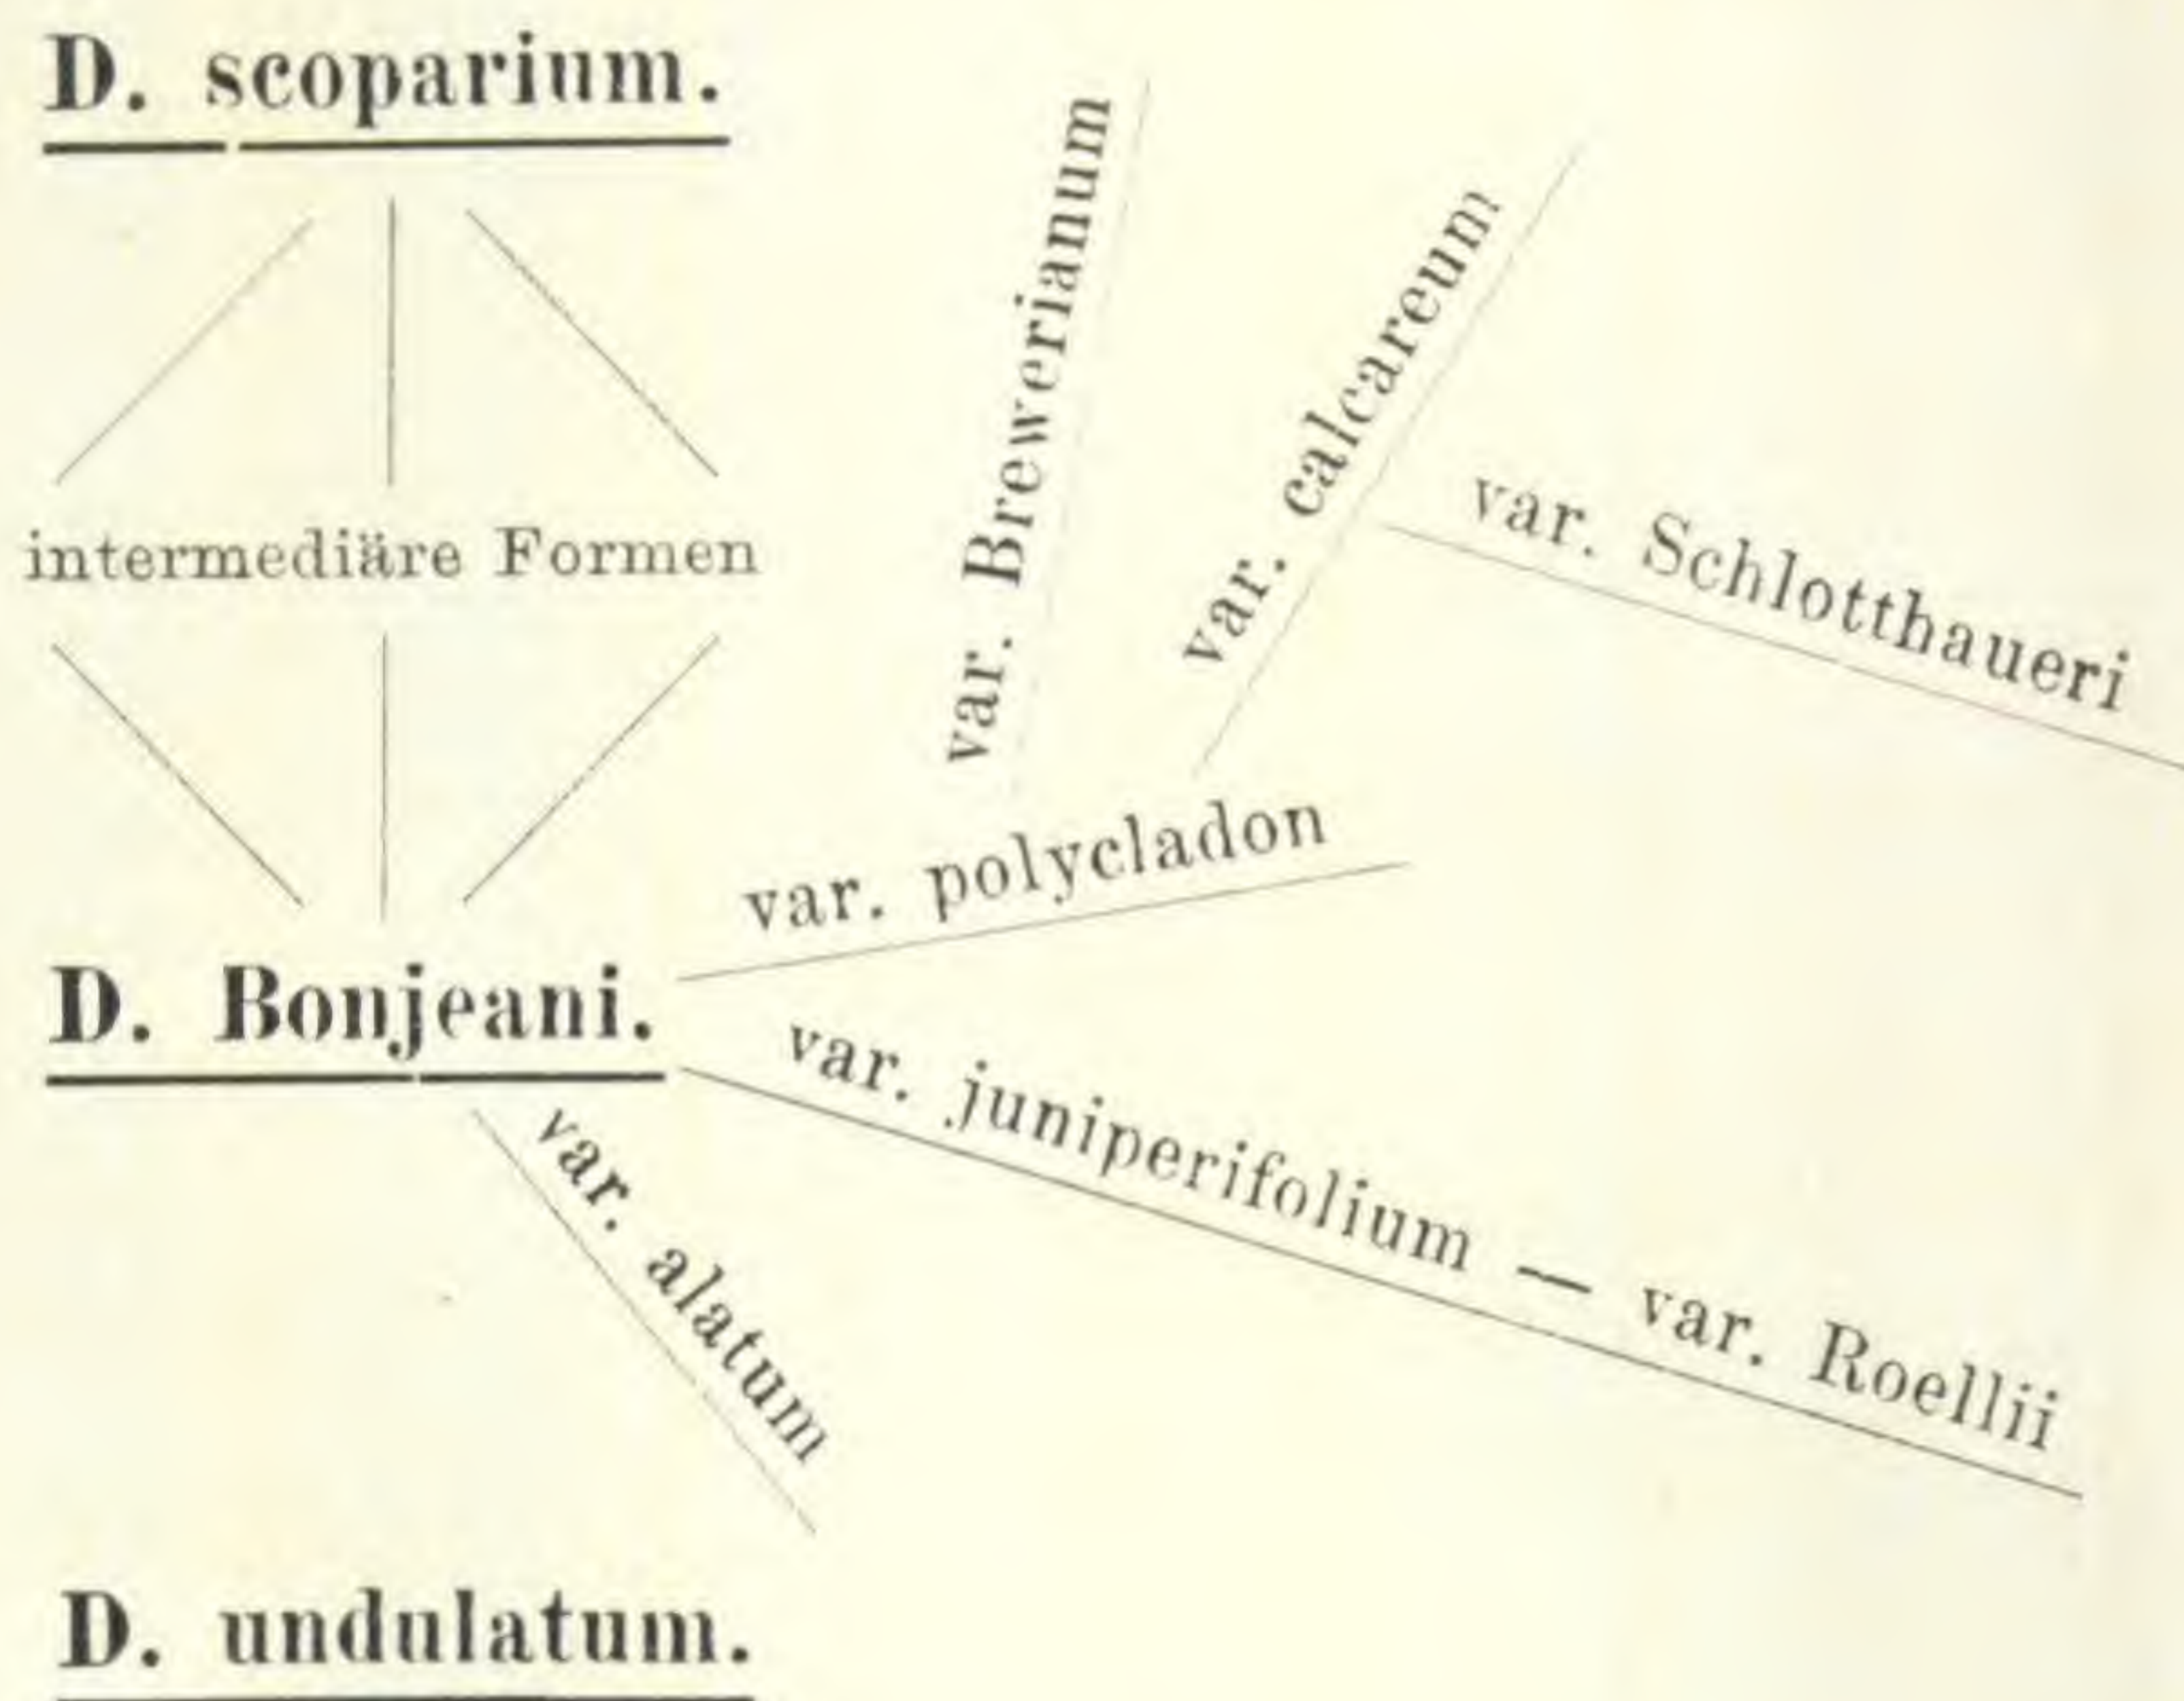 D. scoparium.
intermediäre Formen
var. Brewerianum
var. calcareum
var. Schlotthaueri
var. polycladon
D. Bonjeani.
var. juniperifolium — var. Roellii
var. alatum
D. undulatum.